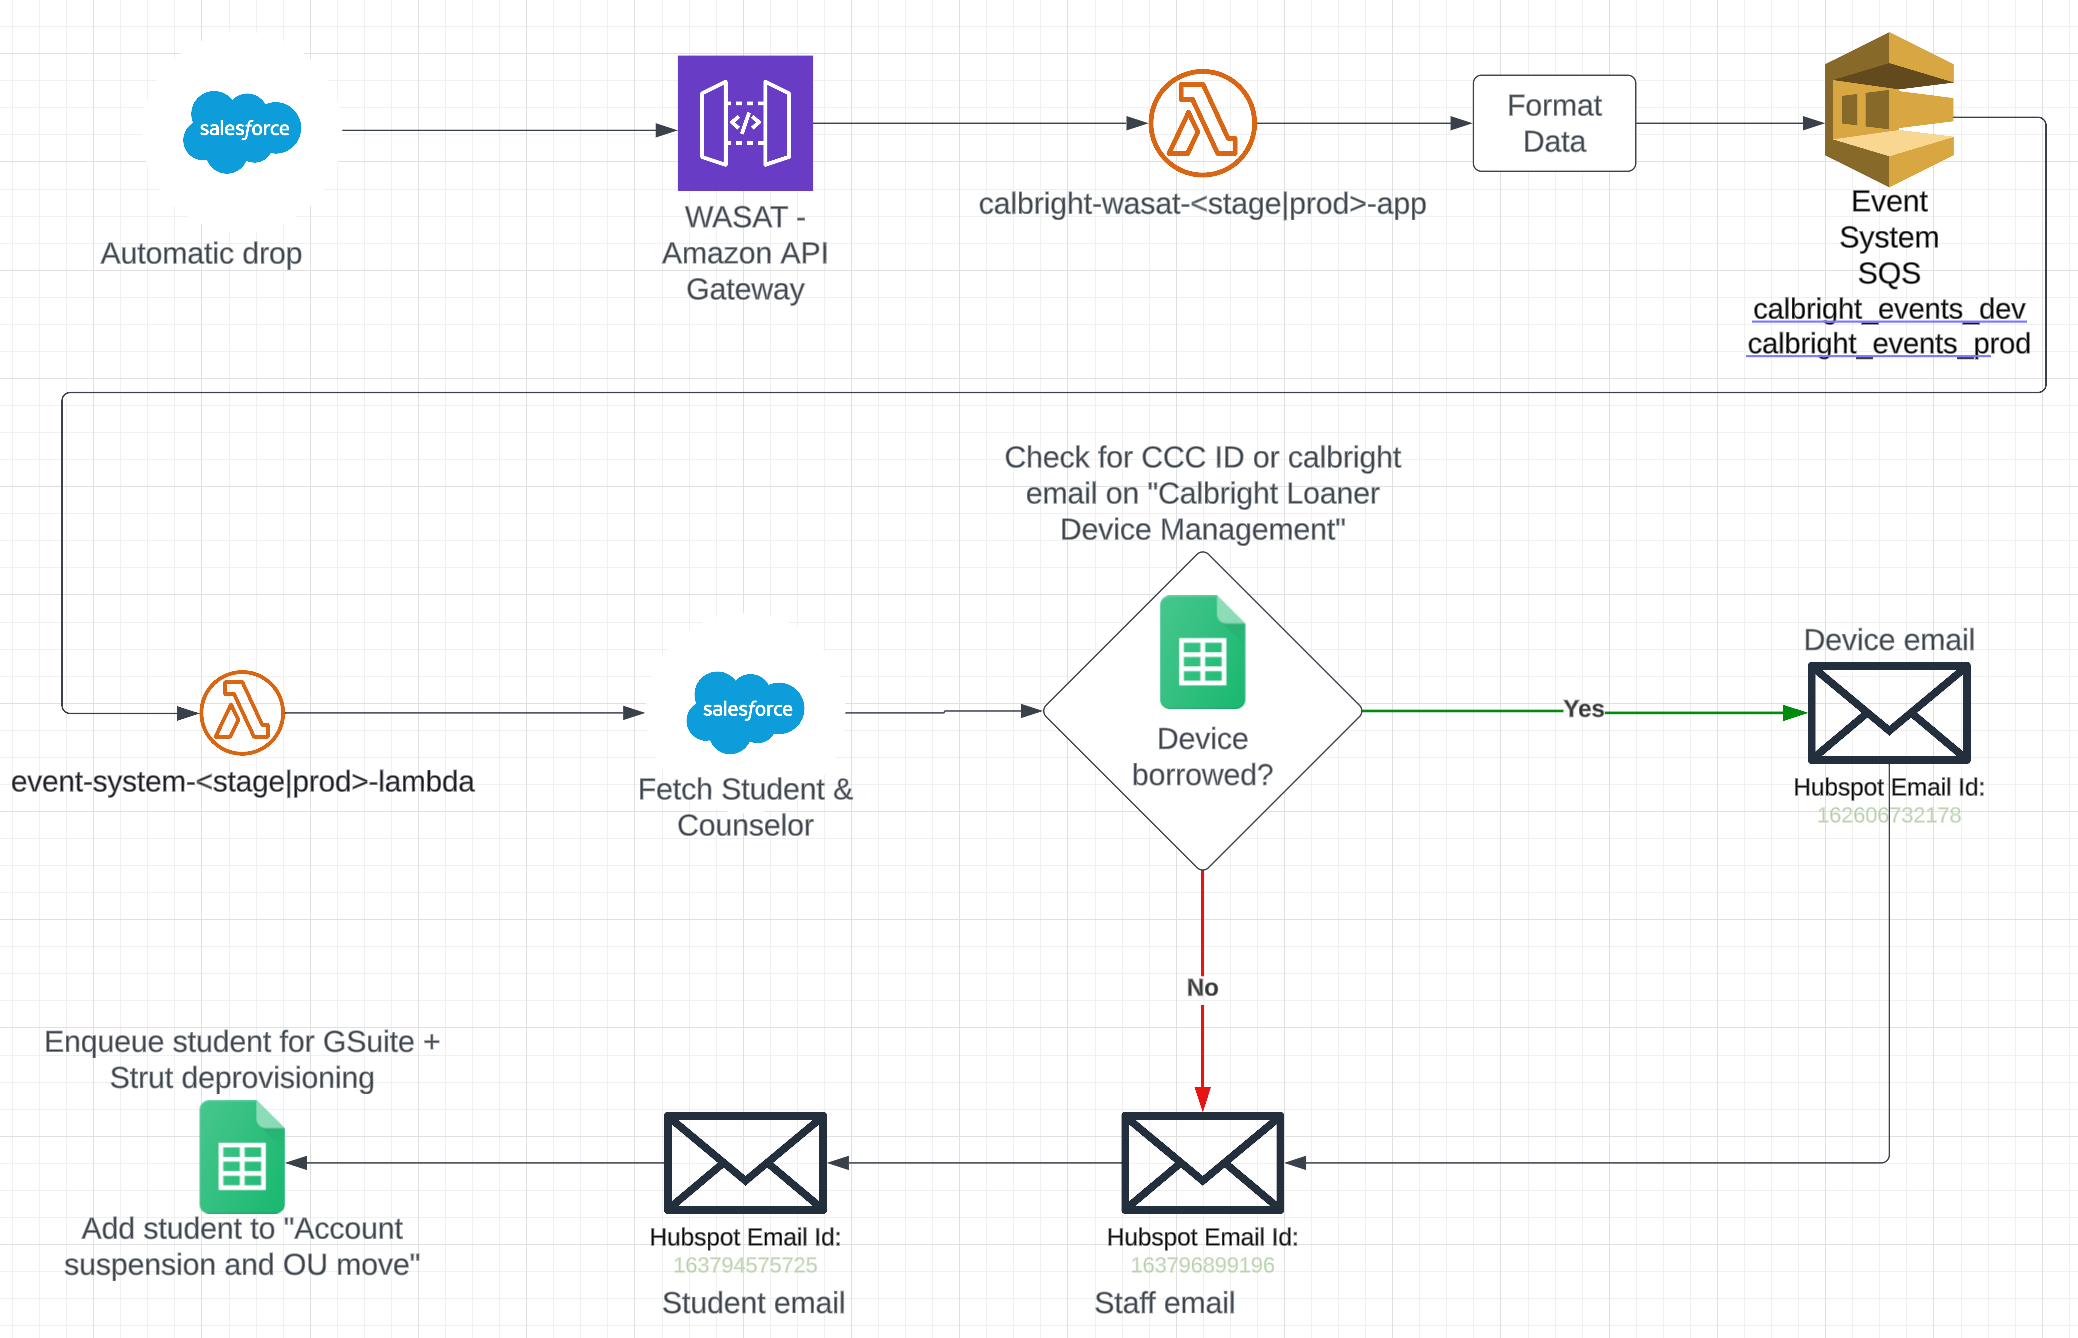 salesforce
Automatic drop
WASAT -
Amazon API
Gateway
calbright-wasat-<stage|prod>-app
Format
Data
Event
System
SQS
calbright_events_dev
calbright_events_prod
Check for CCC ID or calbright
email on "Calbright Loaner
Device Management"
event-system-<stage|prod>-lambda
salesforce
Fetch Student &
Counselor
Device
borrowed?
Yes
Device email
Hubspot Email Id:
162606732178
No
Enqueue student for GSuite +
Strut deprovisioning
Add student to "Account
suspension and OU move"
Hubspot Email Id:
163794575725
Student email
Hubspot Email Id:
163796899196
Staff email